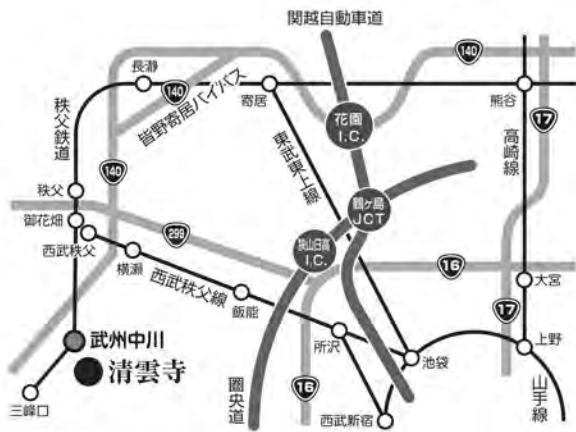 関越自動車道
140
140
17
長瀞
140
皆野寄居バイパス
寄居
花園
I.C.
熊谷
秩父鉄道
東武東上線
高崎線
140
秩父
鶴ヶ島
JCT
御花畑
299
西武秩父
狭山日高
I.C.
横瀬
16
西武秩父線
飯能
大宮
17
所沢
武州中川
池袋
上野
清雲寺
圏央道
16
山手線
三峰口
西武新宿